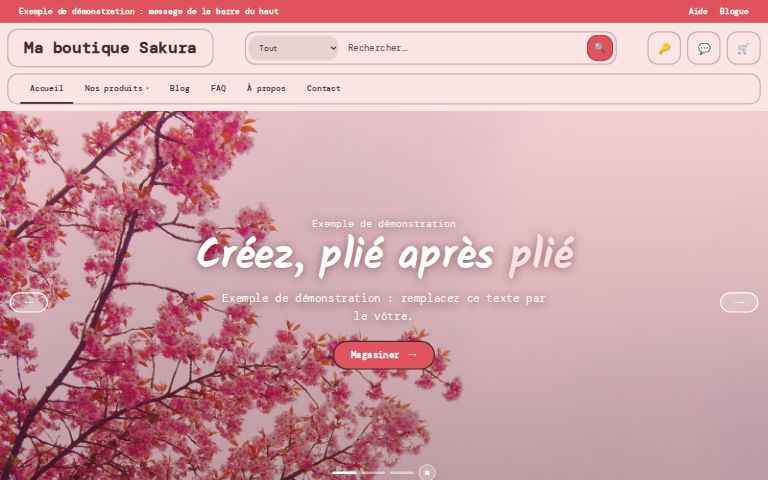 Exemple de démonstration : message de la barre du haut
Aide Blogue
Ma boutique Sakura
Tout
Rechercher…
Accueil Nos produits Blog FAQ À propos Contact
Exemple de démonstration
Créez, plié après plié
Exemple de démonstration : remplacez ce texte par
le vôtre.
Magasiner →